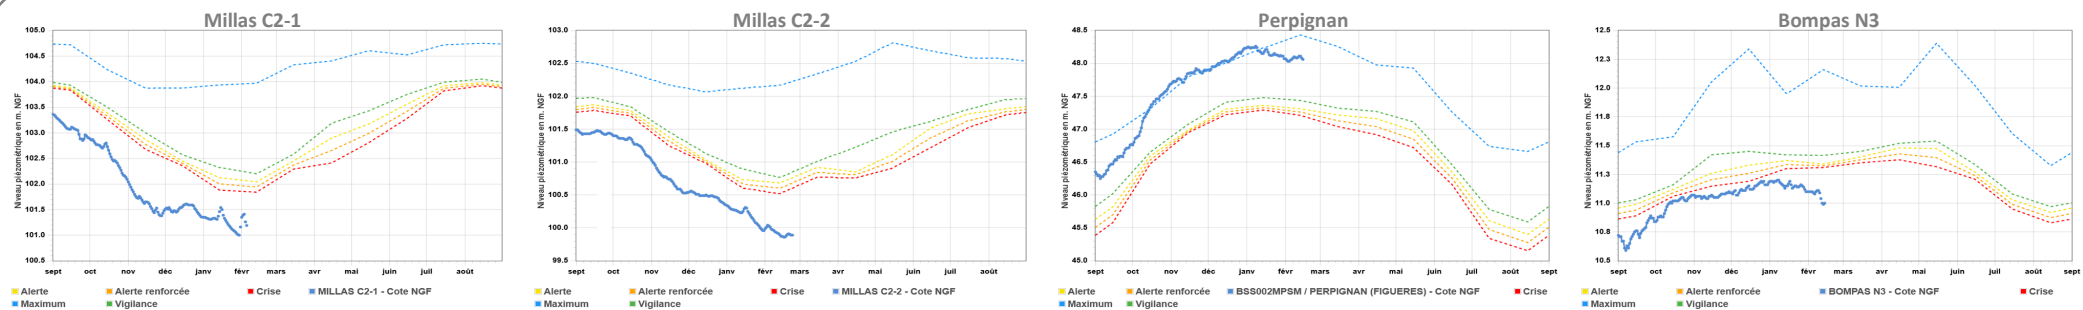 Millas C2-1
Niveau piézométrique en m. NGF
105.0
104.5
104.0
103.5
103.0
102.5
102.0
101.5
101.0
100.5
sept oct nov déc janv févr mars avr mai juin juil août
Alerte Alerte renforcée Crise MILLAS C2-1 - Cote NGF
Maximum Vigilance
Millas C2-2
Niveau piézométrique en m. NGF
103.0
102.5
102.0
101.5
101.0
100.5
100.0
99.5
sept oct nov déc janv févr mars avr mai juin juil août
Alerte Alerte renforcée Crise MILLAS C2-2 - Cote NGF
Maximum Vigilance
Perpignan
Niveau piézométrique en m. NGF
48.5
48.0
47.5
47.0
46.5
46.0
45.5
45.0
sept oct nov déc janv févr mars avr mai juin juil août sept
Alerte Alerte renforcée BSS002MPSM / PERPIGNAN (FIGUERES) - Cote NGF Crise
Maximum Vigilance
Bompas N3
Niveau piézométrique en m. NGF
12.5
12.3
12.0
11.8
11.5
11.3
11.0
10.8
10.5
sept oct nov déc janv févr mars avr mai juin juil août sept
Alerte Alerte renforcée BOMPAS N3 - Cote NGF Crise
Maximum Vigilance